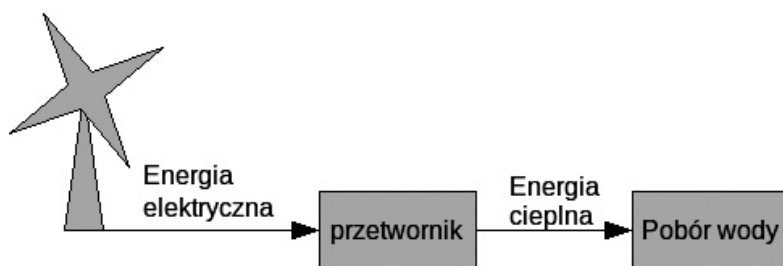 Energia
elektryczna
przetwornik
Energia
cieplna
Pobór wody